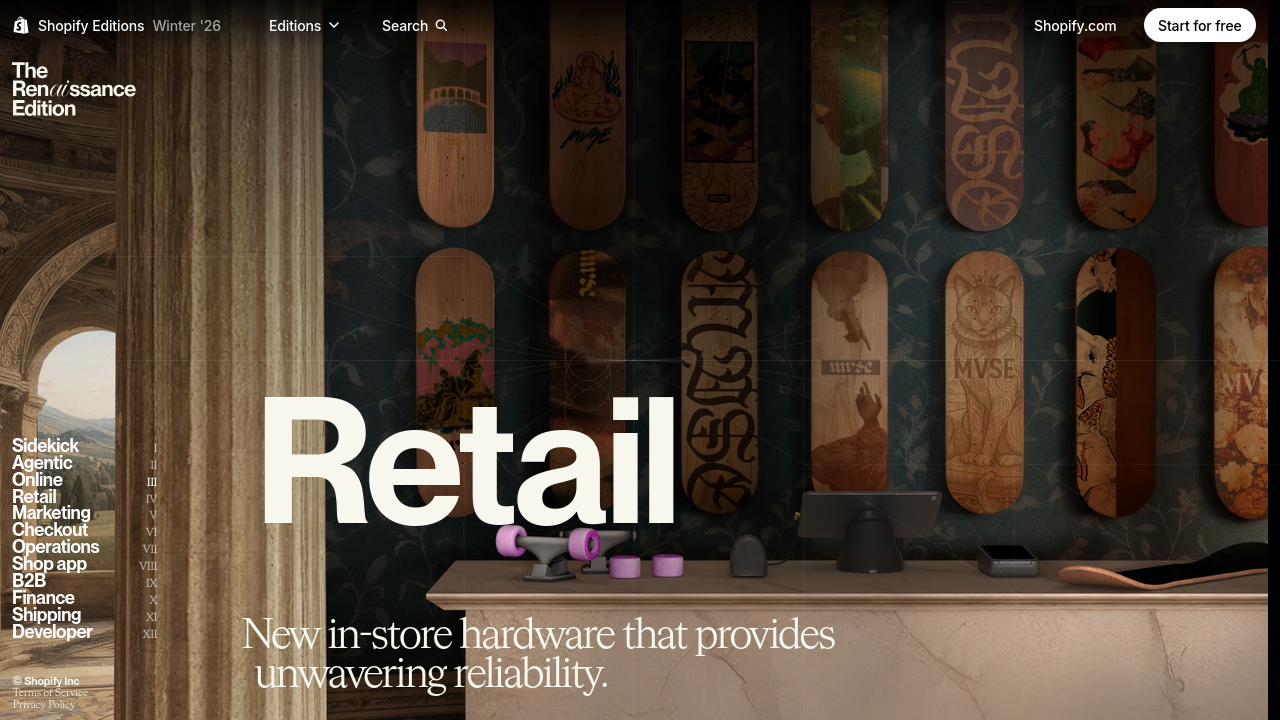 Shopify Editions Winter '26
Editions
Search
Shopify.com
Start for free
The
Renaissance
Edition
MVSE
mvse
MVSE
Retail
Sidekick I
Agentic II
Online III
Retail IV
Marketing V
Checkout VI
Operations VII
Shop app VIII
B2B IX
Finance X
Shipping XI
Developer XII
New in-store hardware that provides
unwavering reliability.
© Shopify Inc
Terms of Service
Privacy Policy